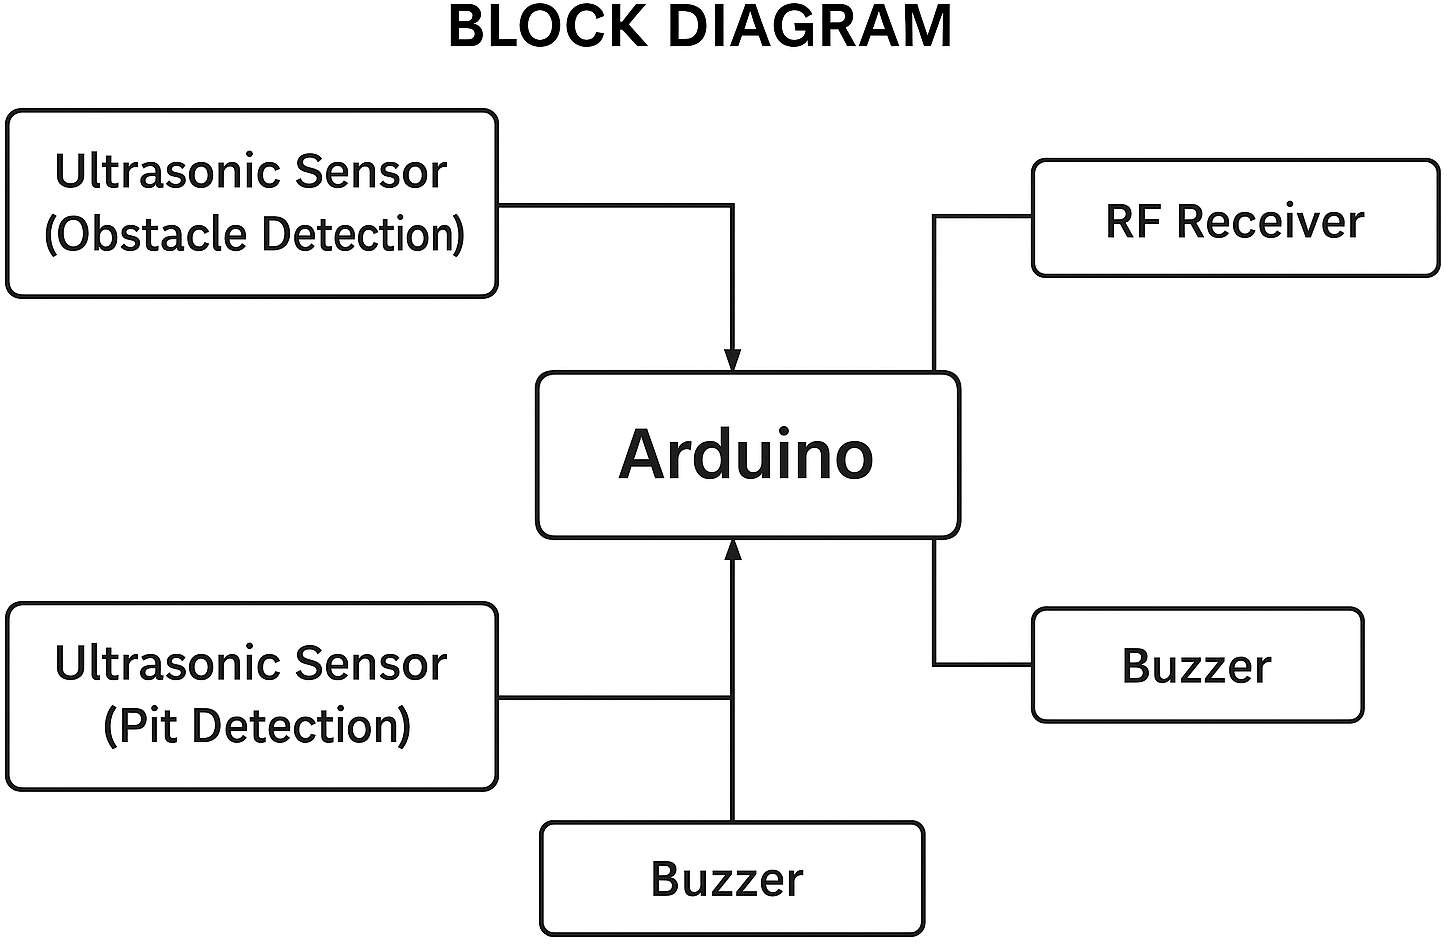 BLOCK DIAGRAM
Ultrasonic Sensor
(Obstacle Detection)
RF Receiver
Arduino
Ultrasonic Sensor
(Pit Detection)
Buzzer
Buzzer